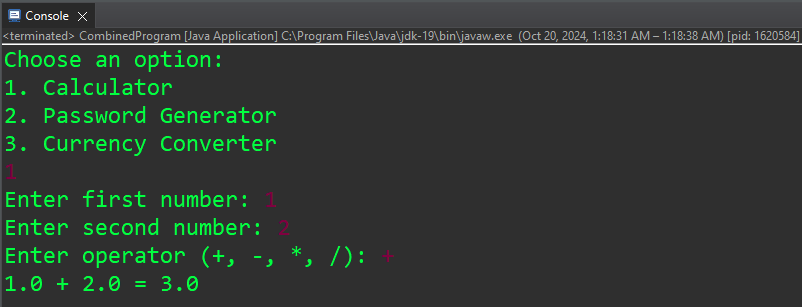 Console
<terminated> CombinedProgram [Java Application] C:\Program Files\Java\jdk-19\bin\javaw.exe (Oct 20, 2024, 1:18:31 AM – 1:18:38 AM) [pid: 1620584]
Choose an option:
1. Calculator
2. Password Generator
3. Currency Converter
1
Enter first number: 1
Enter second number: 2
Enter operator (+, -, *, /): +
1.0 + 2.0 = 3.0